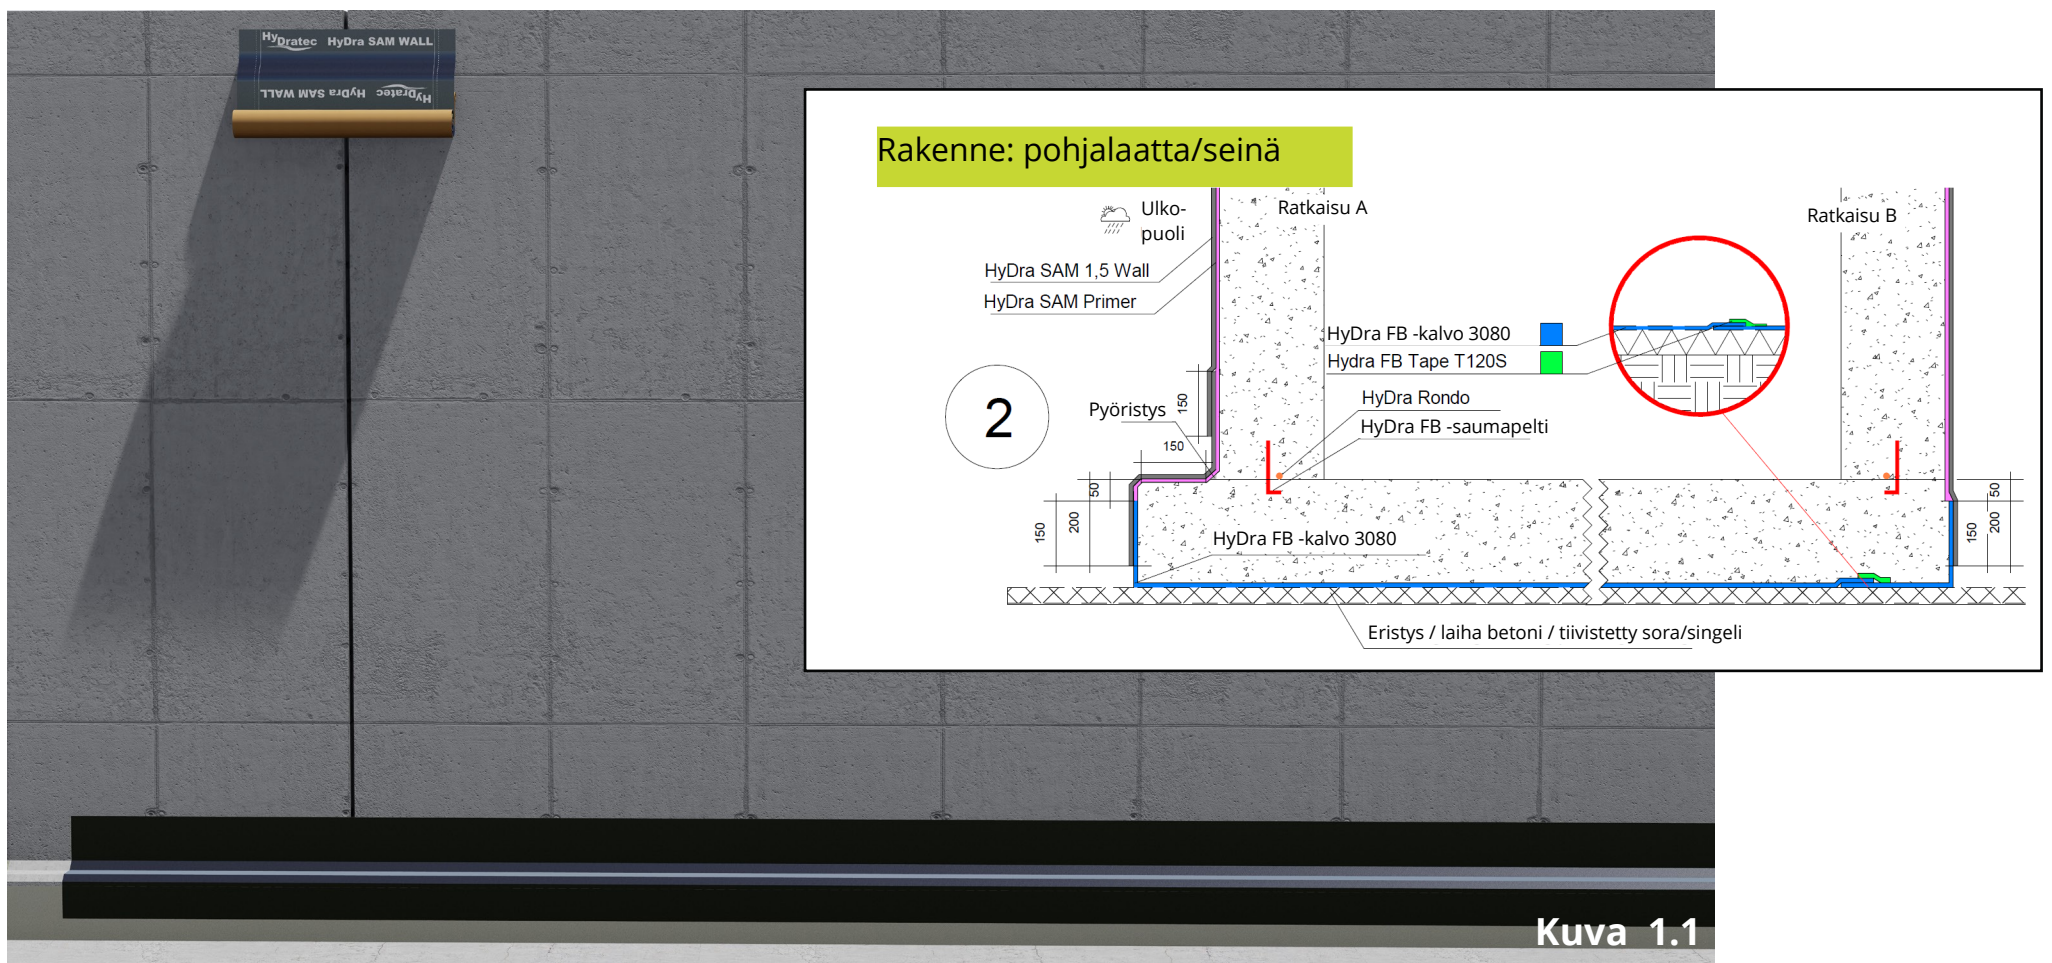 HyDratec HyDra SAM WALL
HyDratec HyDra SAM WALL
Rakenne: pohjalaatta/seinä
Ulko-
puoli
Ratkaisu A
Ratkaisu B
HyDra SAM 1,5 Wall
HyDra SAM Primer
HyDra FB -kalvo 3080
Hydra FB Tape T120S
HyDra Rondo
HyDra FB -saumapelti
2
Pyöristys
150
150
50
200
150
50
200
150
HyDra FB -kalvo 3080
Eristys / laiha betoni / tiivistetty sora/singeli
Kuva 1.1